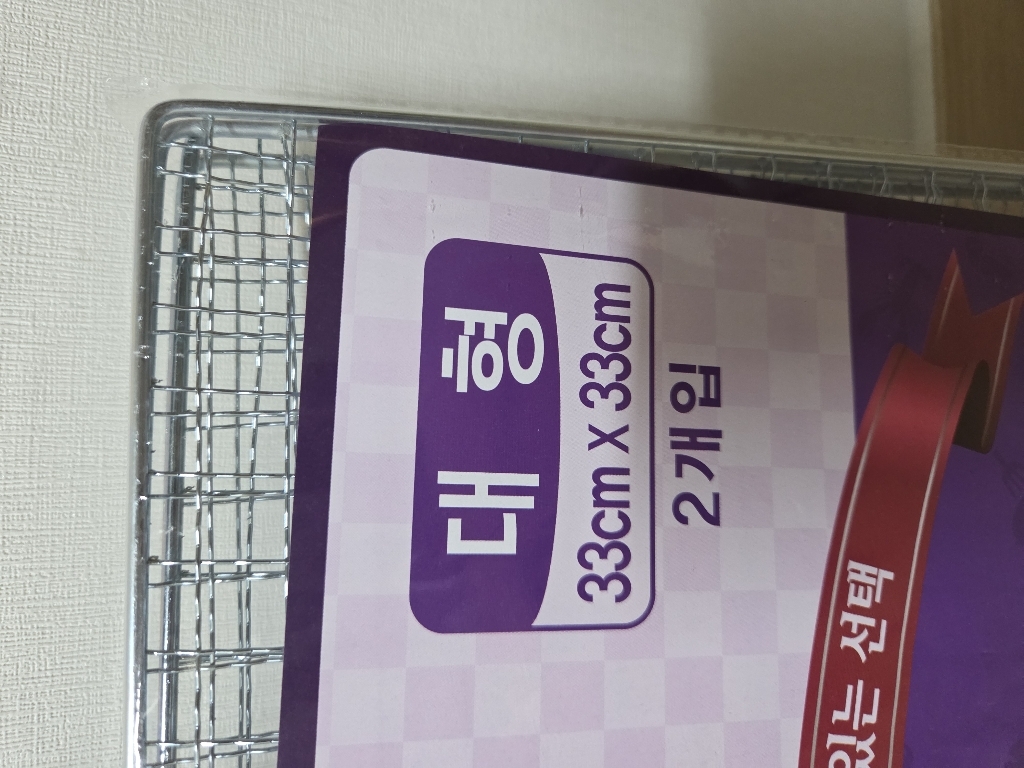 대형
33cm x 33cm
2개입
있는 선택